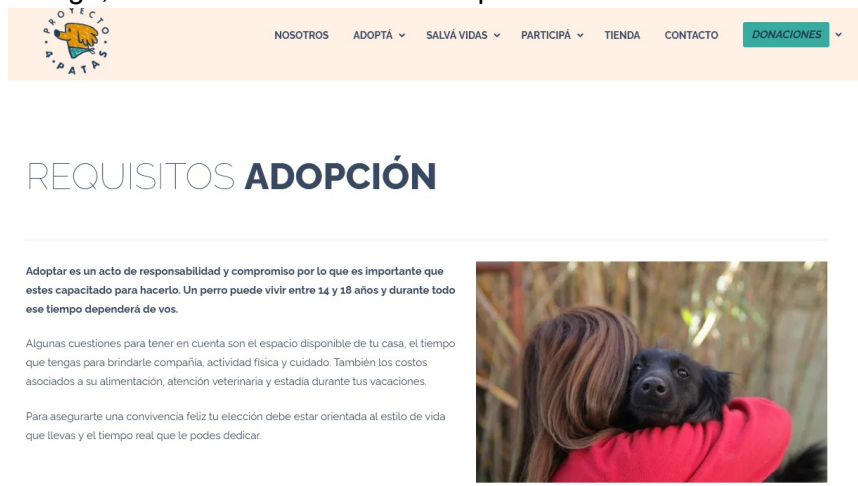 PROYECTO
4 PATAS
NOSOTROS ADOPTÁ SALVÁ VIDAS PARTICIPÁ TIENDA CONTACTO DONACIONES
REQUISITOS ADOPCIÓN
Adoptar es un acto de responsabilidad y compromiso por lo que es importante que
estes capacitado para hacerlo. Un perro puede vivir entre 14 y 18 años y durante todo
ese tiempo dependerá de vos.
Algunas cuestiones para tener en cuenta son el espacio disponible de tu casa, el tiempo
que tengas para brindarle compañía, actividad física y cuidado. También los costos
asociados a su alimentación, atención veterinaria y estadía durante tus vacaciones.
Para asegurarte una convivencia feliz tu elección debe estar orientada al estilo de vida
que llevas y el tiempo real que le podes dedicar.